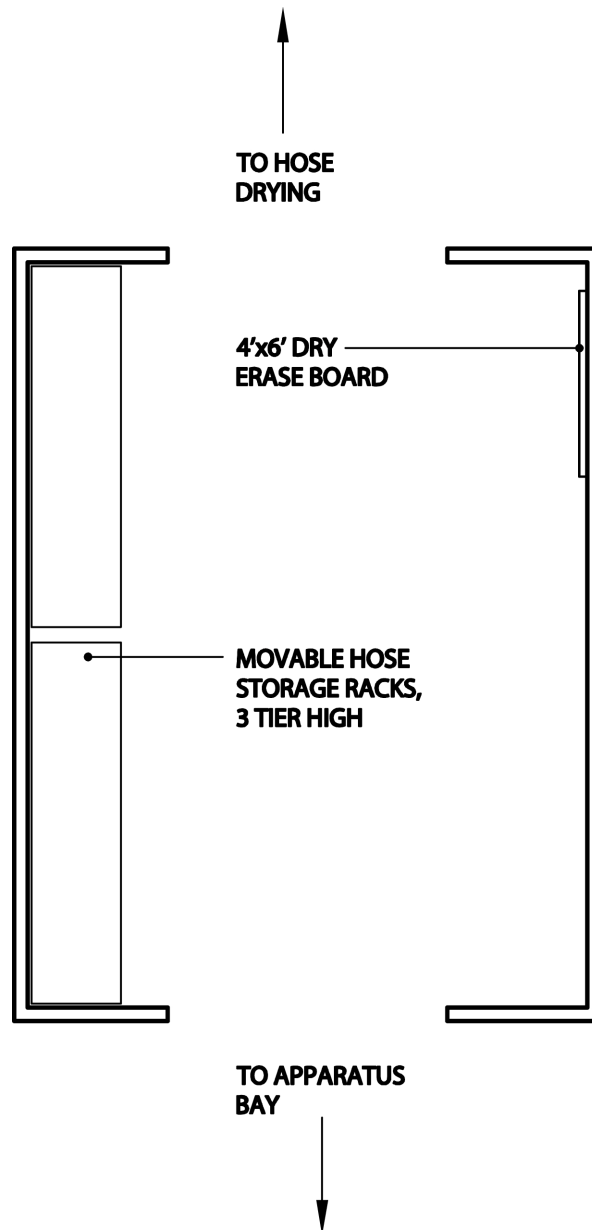 TO HOSE
DRYING
4'x6' DRY
ERASE BOARD
MOVABLE HOSE
STORAGE RACKS,
3 TIER HIGH
TO APPARATUS
BAY